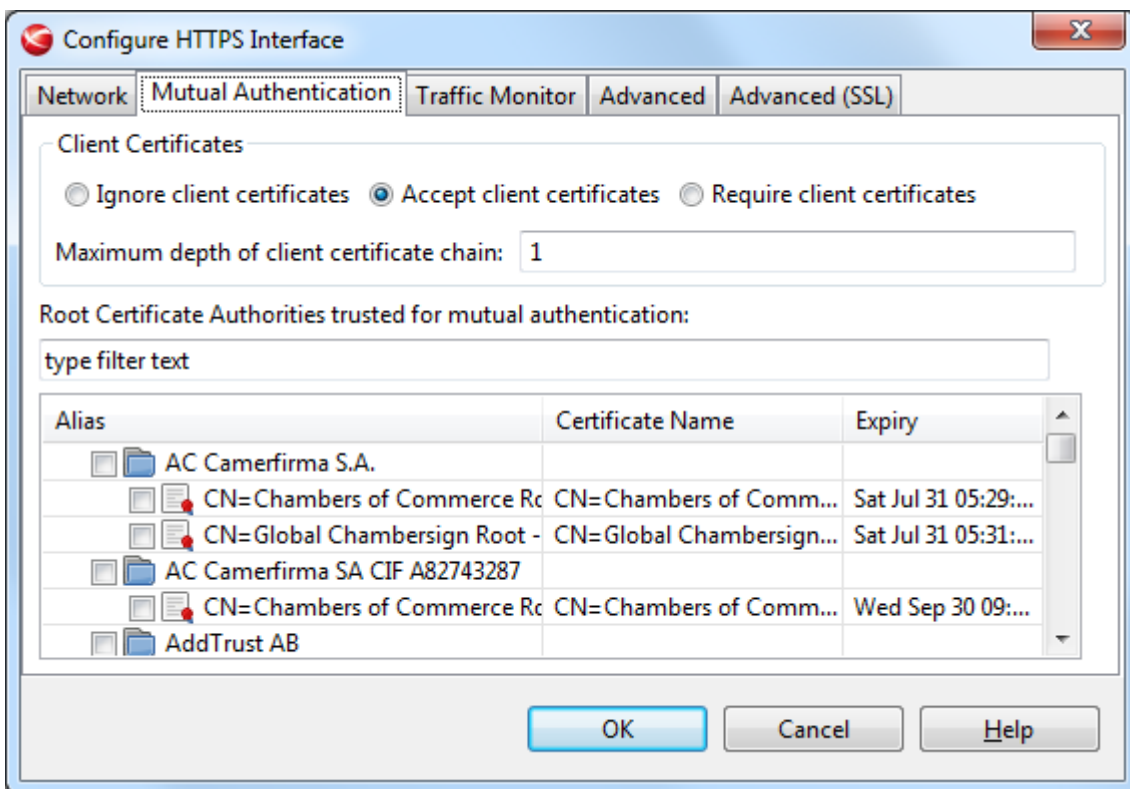 Configure HTTPS Interface
Network Mutual Authentication Traffic Monitor Advanced Advanced (SSL)
Client Certificates
Ignore client certificates Accept client certificates Require client certificates
Maximum depth of client certificate chain: 1
Root Certificate Authorities trusted for mutual authentication:
type filter text
Alias Certificate Name Expiry
AC Camerfirma S.A.
CN=Chambers of Commerce Ro CN=Chambers of Comm... Sat Jul 31 05:29:...
CN=Global Chambersign Root - CN=Global Chambersign... Sat Jul 31 05:31:...
AC Camerfirma SA CIF A82743287
CN=Chambers of Commerce Ro CN=Chambers of Comm... Wed Sep 30 09:...
AddTrust AB
OK Cancel Help